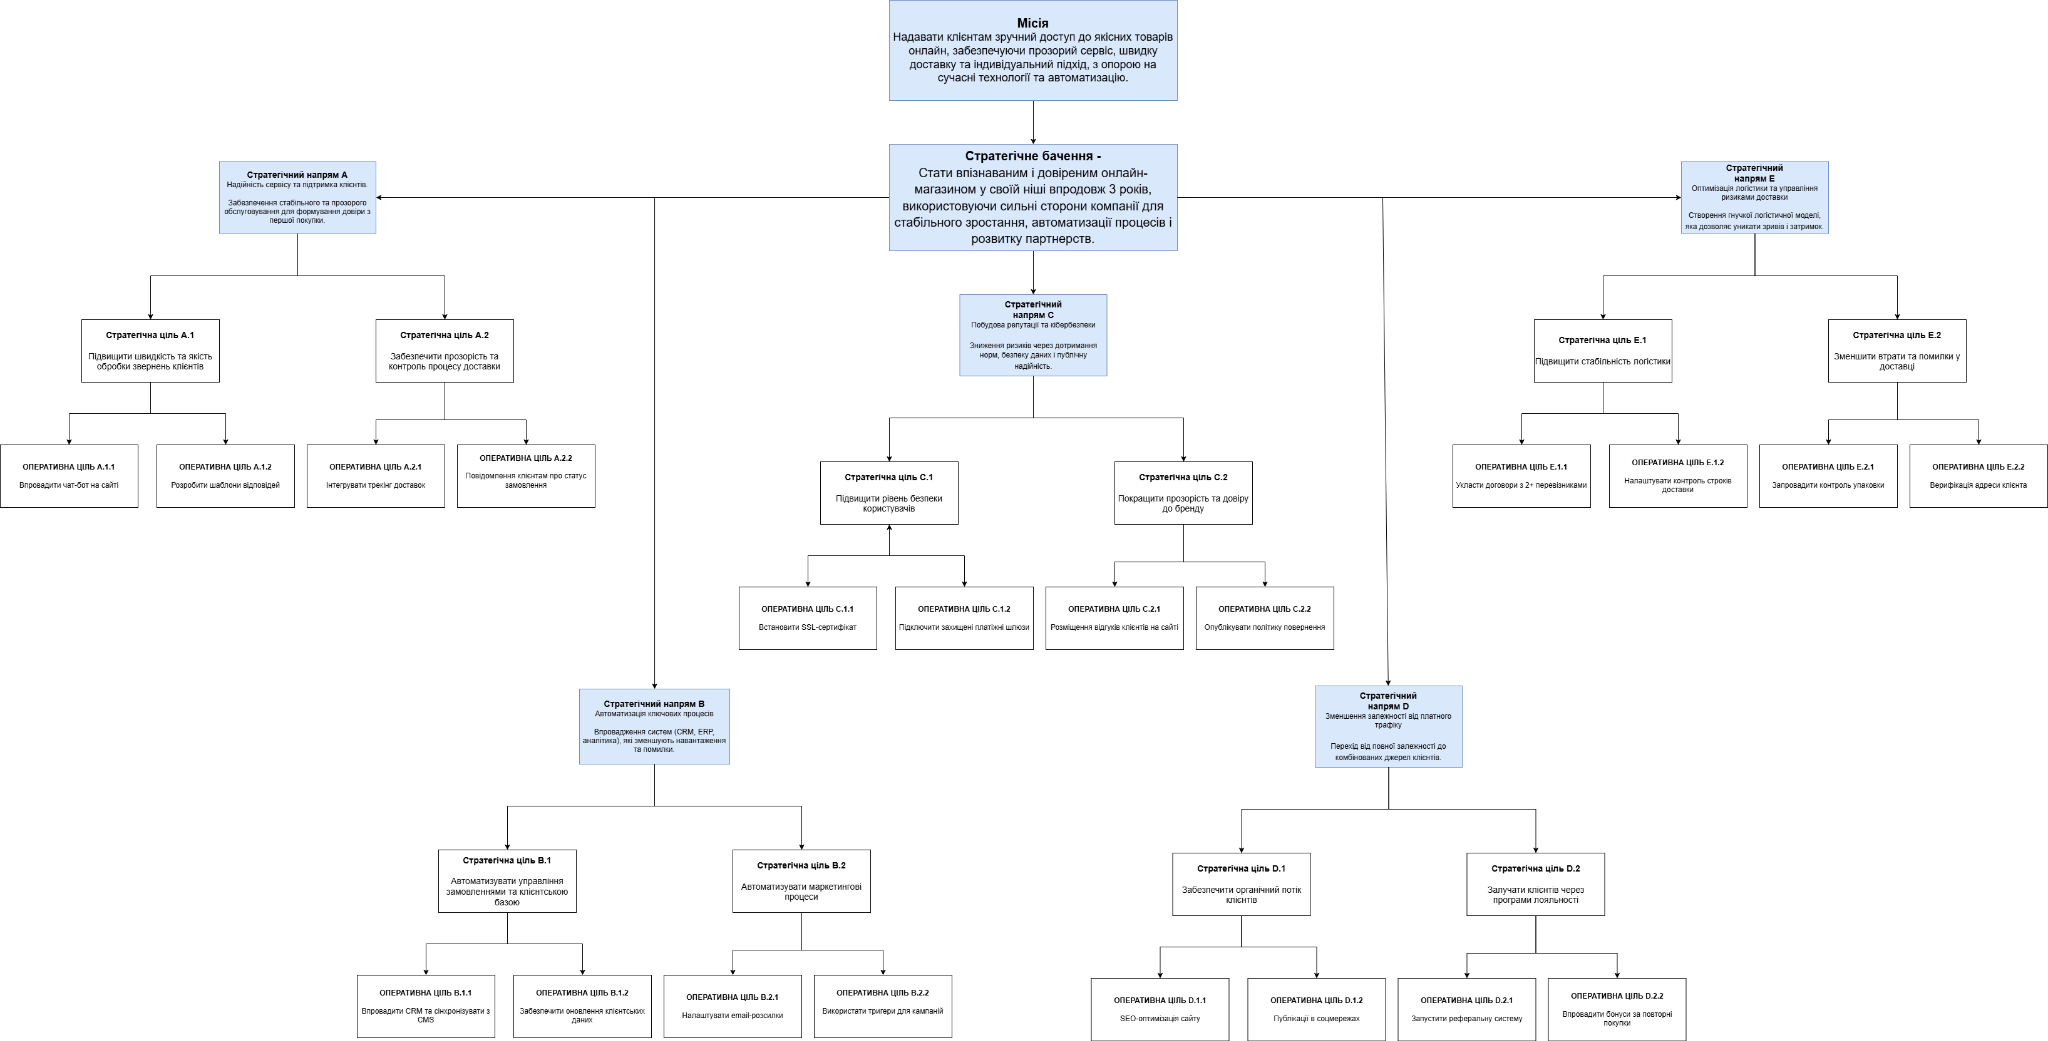 Місія
Надавати клієнтам зручний доступ до якісних товарів
онлайн, забезпечуючи прозорий сервіс, швидку
доставку та індивідуальний підхід, з опорою на
сучасні технології та автоматизацію.
Стратегічне бачення -
Стати впізнаваним і довіреним онлайн-
магазином у своїй ніші впродовж 3 років,
використовуючи сильні сторони компанії для
стабільного зростання, автоматизації процесів і
розвитку партнерств.
Стратегічний напрям A
Надійність сервісу та підтримка клієнтів.
Забезпечення стабільного та прозорого
обслуговування для формування довіри з
першої покупки.
Стратегічна ціль A.1
Підвищити швидкість та якість
обробки звернень клієнтів
Стратегічна ціль A.2
Забезпечити прозорість та
контроль процесу доставки
ОПЕРАТИВНА ЦІЛЬ A.1.1
Впровадити чат-бот на сайті
ОПЕРАТИВНА ЦІЛЬ A.1.2
Розробити шаблони відповідей
ОПЕРАТИВНА ЦІЛЬ A.2.1
Інтегрувати трекінг доставок
ОПЕРАТИВНА ЦІЛЬ A.2.2
Повідомлення клієнтам про статус
замовлення
Стратегічний
напрям C
Побудова репутації та кібербезпеки
Зниження ризиків через дотримання
норм, безпеку даних і публічну
надійність.
Стратегічна ціль C.1
Підвищити рівень безпеки
користувачів
Стратегічна ціль C.2
Покращити прозорість та довіру
до бренду
ОПЕРАТИВНА ЦІЛЬ C.1.1
Встановити SSL-сертифікат
ОПЕРАТИВНА ЦІЛЬ C.1.2
Підключити захищені платіжні шлюзи
ОПЕРАТИВНА ЦІЛЬ C.2.1
Розміщення відгуків клієнтів на сайті
ОПЕРАТИВНА ЦІЛЬ C.2.2
Опублікувати політику повернення
Стратегічний
напрям E
Оптимізація логістики та управління
ризиками доставки
Створення гнучкої логістичної моделі,
яка дозволяє уникати зривів і затримок.
Стратегічна ціль E.1
Підвищити стабільність логістики
Стратегічна ціль E.2
Зменшити втрати та помилки у
доставці
ОПЕРАТИВНА ЦІЛЬ E.1.1
Укласти договори з 2+ перевізниками
ОПЕРАТИВНА ЦІЛЬ E.1.2
Налаштувати контроль строків
доставки
ОПЕРАТИВНА ЦІЛЬ E.2.1
Запровадити контроль упаковки
ОПЕРАТИВНА ЦІЛЬ E.2.2
Верифікація адреси клієнта
Стратегічний напрям B
Автоматизація ключових процесів
Впровадження систем (CRM, ERP,
аналітика), які зменшують навантаження
та помилки.
Стратегічна ціль B.1
Автоматизувати управління
замовленнями та клієнтською
базою
Стратегічна ціль B.2
Автоматизувати маркетингові
процеси
ОПЕРАТИВНА ЦІЛЬ B.1.1
Впровадити CRM та сінхронізувати з
CMS
ОПЕРАТИВНА ЦІЛЬ B.1.2
Забезпечити оновлення клієнтських
даних
ОПЕРАТИВНА ЦІЛЬ B.2.1
Налаштувати email-розсилки
ОПЕРАТИВНА ЦІЛЬ B.2.2
Використати тригери для кампаній
Стратегічний
напрям D
Зменшення залежності від платного
трафіку
Перехід від повної залежності до
комбінованих джерел клієнтів.
Стратегічна ціль D.1
Забезпечити органічний потік
клієнтів
Стратегічна ціль D.2
Залучати клієнтів через
програми лояльності
ОПЕРАТИВНА ЦІЛЬ D.1.1
SEO-оптимізація сайту
ОПЕРАТИВНА ЦІЛЬ D.1.2
Публікації в соцмережах
ОПЕРАТИВНА ЦІЛЬ D.2.1
Запустити реферальну систему
ОПЕРАТИВНА ЦІЛЬ D.2.2
Впровадити бонуси за повторні
покупки